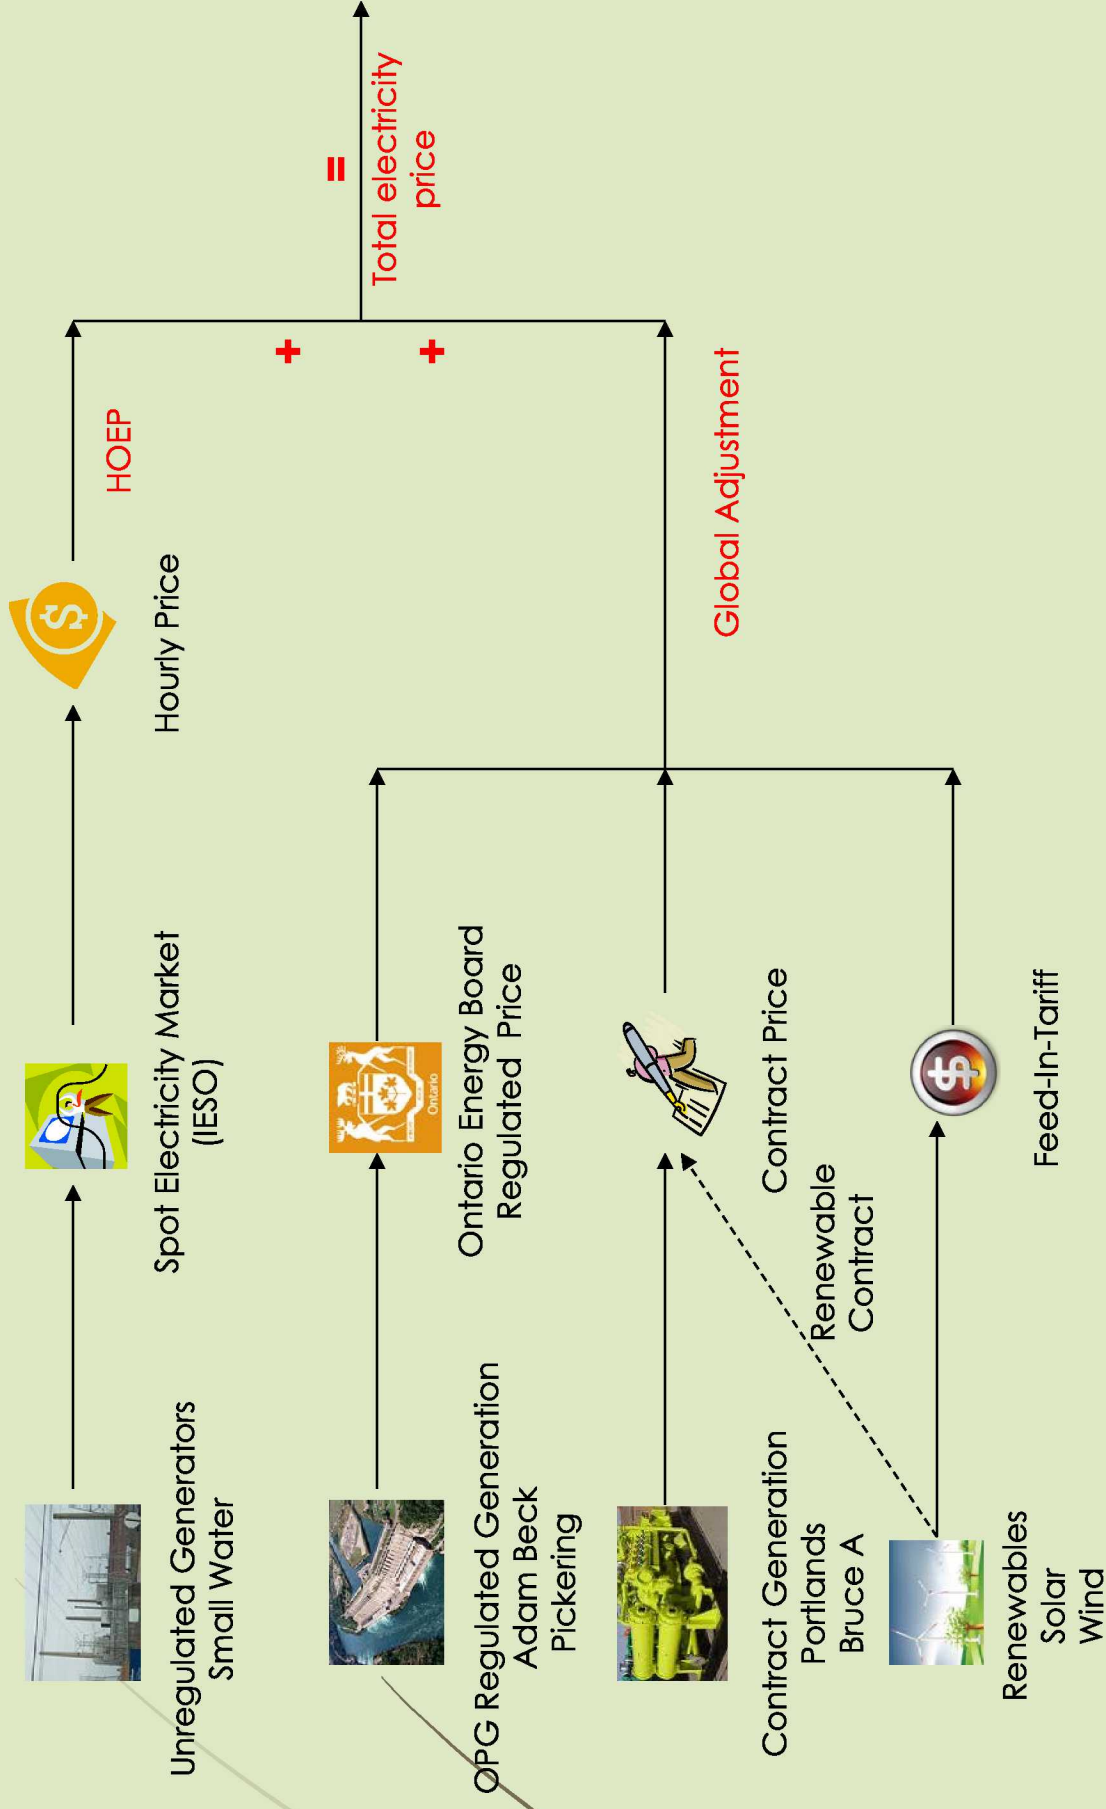 Unregulated Generators
Small Water
Spot Electricity Market
(IESO)
$
Hourly Price
HOEP
OPG Regulated Generation
Adam Beck
Pickering
Ontario
Ontario Energy Board
Regulated Price
+
+
=
Total electricity
price
Contract Generation
Portlands
Bruce A
Contract Price
Renewable
Contract
Global Adjustment
Renewables
Solar
Wind
$
Feed-In-Tariff